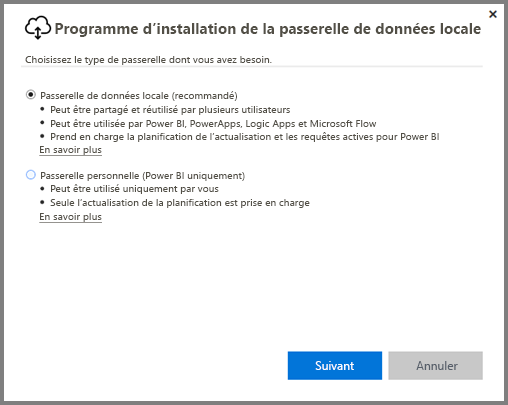 Programme d’installation de la passerelle de données locale
Choisissez le type de passerelle dont vous avez besoin.
Passerelle de données locale (recommandé)
• Peut être partagé et réutilisé par plusieurs utilisateurs
• Peut être utilisée par Power BI, PowerApps, Logic Apps et Microsoft Flow
• Prend en charge la planification de l’actualisation et les requêtes actives pour Power BI
En savoir plus
Passerelle personnelle (Power BI uniquement)
• Peut être utilisé uniquement par vous
• Seule l’actualisation de la planification est prise en charge
En savoir plus
Suivant
Annuler